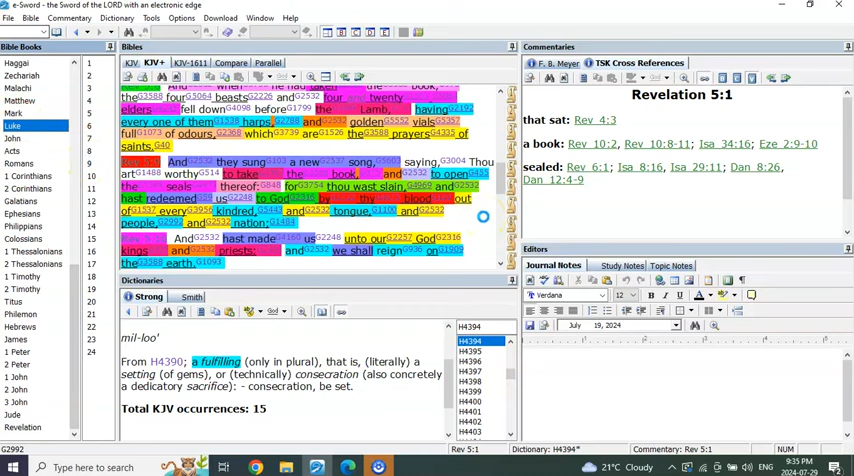 e-Sword - the Sword of the LORD with an electronic edge
File Bible Commentary Dictionary Tools Options Download Window Help
Bible Books
Haggai
Zechariah
Malachi
Matthew
Mark
Luke
John
Acts
Romans
1 Corinthians
2 Corinthians
Galatians
Ephesians
Philippians
Colossians
1 Thessalonians
2 Thessalonians
1 Timothy
2 Timothy
Titus
Philemon
Hebrews
James
1 Peter
2 Peter
1 John
2 John
3 John
Jude
Revelation
1
2
3
4
5
6
7
8
9
10
11
12
13
14
15
16
17
18
19
20
21
22
23
24
Bibles
KJV KJV+ KJV-1611 Compare Parallel
And when he had taken the book,
the G588 four G5064 beasts G2226 and G2532 four and twenty
elders fell down G4098 before G1799 the Lamb, having
every one of them G1538 harps, G2788 and G2532 golden G5552 vials G5357
full G1073 of odours, G2368 which G3739 are G1526 the G3588 prayers G4335 of
saints. G40
And G2532 they sung G103 a new G2537 song, G5603 saying, G3004 Thou
art G1488 worthy G514 to take the book, and G2532 to open G455
the seals thereof: G848 for G3754 thou wast slain, G4969 and G2532
hast redeemed us G2248 to God by thy blood out
of G1537 every G3956 kindred, G5443 and G2532 tongue, G1100 and G2532
people, G2992 and G2532 nation; G1484
And G2532 hast made G4160 us G2248 unto our G2257 God G2316
kings and G2532 priests: and G2532 we shall reign G936 on G1909
the G3588 earth. G1093
Dictionaries
Strong Smith
mil-loo'
From H4390; a fulfilling (only in plural), that is, (literally) a
setting (of gems), or (technically) consecration (also concretely
a dedicatory sacrifice): - consecration, be set.
Total KJV occurrences: 15
H4394
H4394
H4395
H4396
H4397
H4398
H4399
H4400
H4401
H4402
H4403
Commentaries
F. B. Meyer TSK Cross References
Revelation 5:1
that sat: Rev 4:3
a book: Rev 10:2, Rev 10:8-11; Isa 34:16; Eze 2:9-10
sealed: Rev 6:1; Isa 8:16, Isa 29:11; Dan 8:26,
Dan 12:4-9
Editors
Journal Notes Study Notes Topic Notes
Verdana 12 B I U A
July 19, 2024
G2992
Rev 5:1 Dictionary: H4394* Commentary: Rev 5:1 NUM
Type here to search
21°C Cloudy
ENG
9:35 PM
2024-07-29